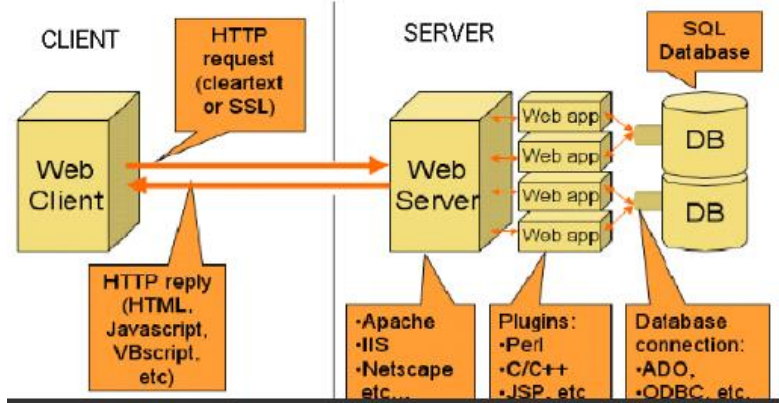 CLIENT
HTTP
request
(cleartext
or SSL)
SERVER
SQL
Database
Web
Client
Web
Server
Web app
Web app
Web app
Web app
DB
DB
HTTP reply
(HTML,
Javascript,
VBscript,
etc)
•Apache
•IIS
•Netscape
etc...
Plugins:
•Perl
•C/C++
•JSP, etc
Database
connection:
•ADO,
•ODBC, etc.